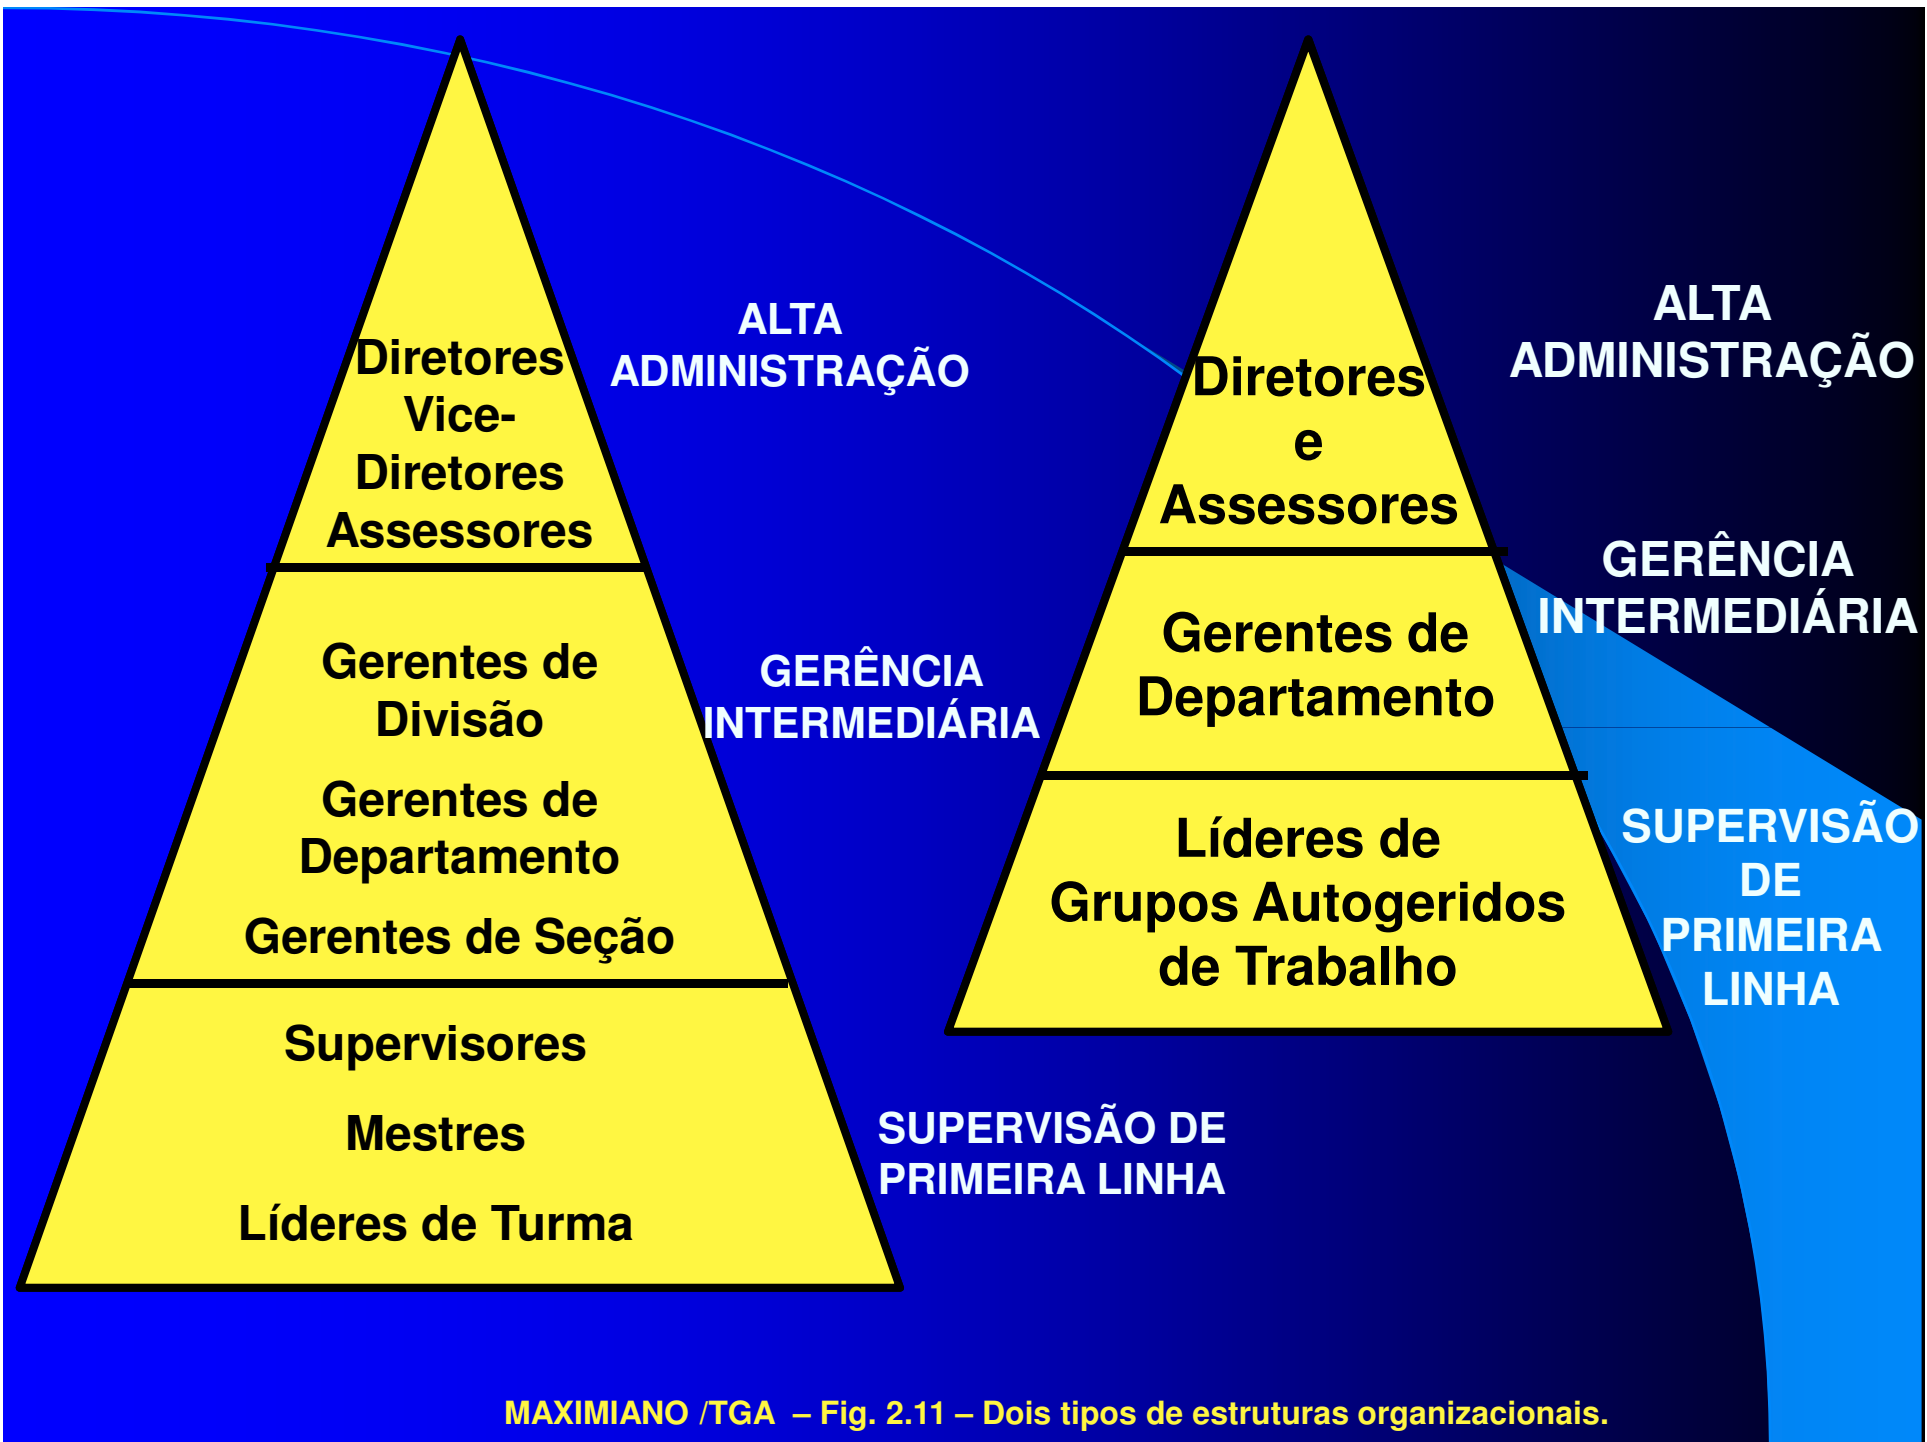 Diretores
Vice-
Diretores
Assessores
Gerentes de
Divisão
Gerentes de
Departamento
Gerentes de Seção
Supervisores
Mestres
Líderes de Turma
ALTA
ADMINISTRAÇÃO
GERÊNCIA
INTERMEDIÁRIA
SUPERVISÃO DE
PRIMEIRA LINHA
Diretores
e
Assessores
Gerentes de
Departamento
Líderes de
Grupos Autogeridos
de Trabalho
ALTA
ADMINISTRAÇÃO
GERÊNCIA
INTERMEDIÁRIA
SUPERVISÃO
DE
PRIMEIRA
LINHA
MAXIMIANO /TGA – Fig. 2.11 – Dois tipos de estruturas organizacionais.